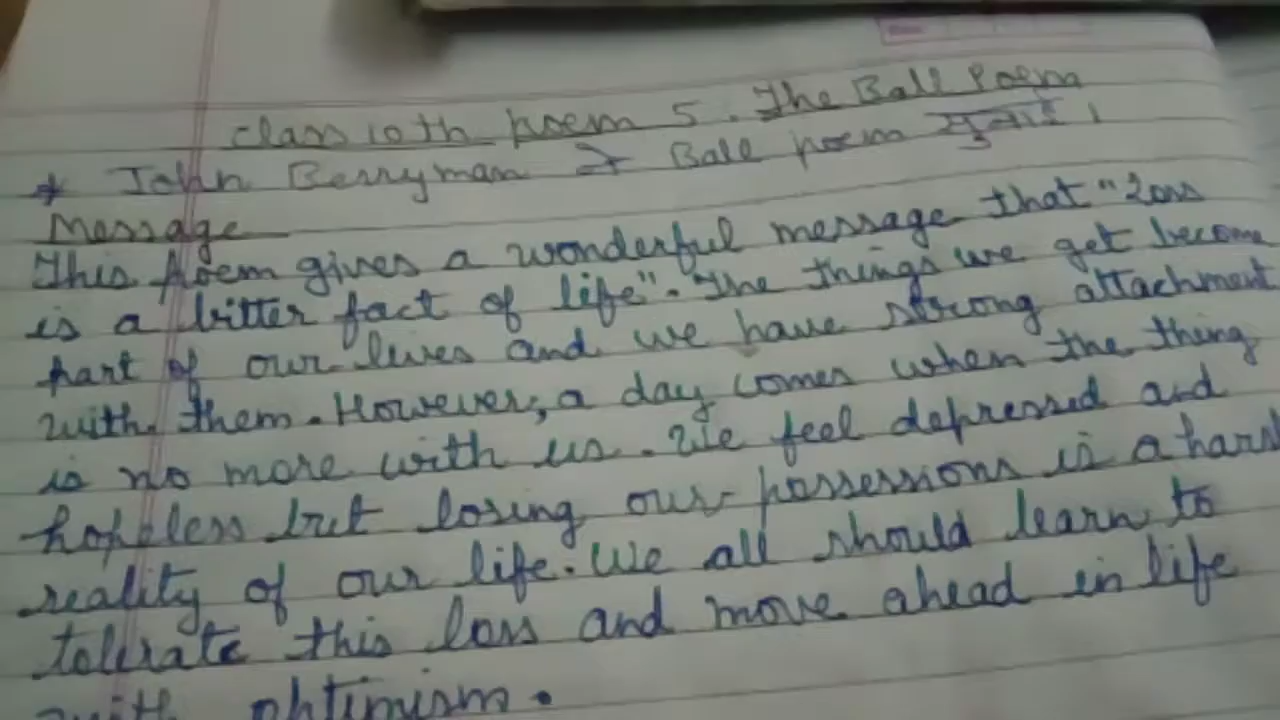 class 10th poem 5. The Ball Poem
* John Berryman ने Ball poem सुनाई।
Message
This poem gives a wonderful message that "Loss
is a bitter fact of life". The things we get become
part of our lives and we have strong attachment
with them. However, a day comes when the thing
is no more with us. We feel depressed and
hopeless but losing our possessions is a harsh
reality of our life. We all should learn to
tolerate this loss and move ahead in life
with optimism.